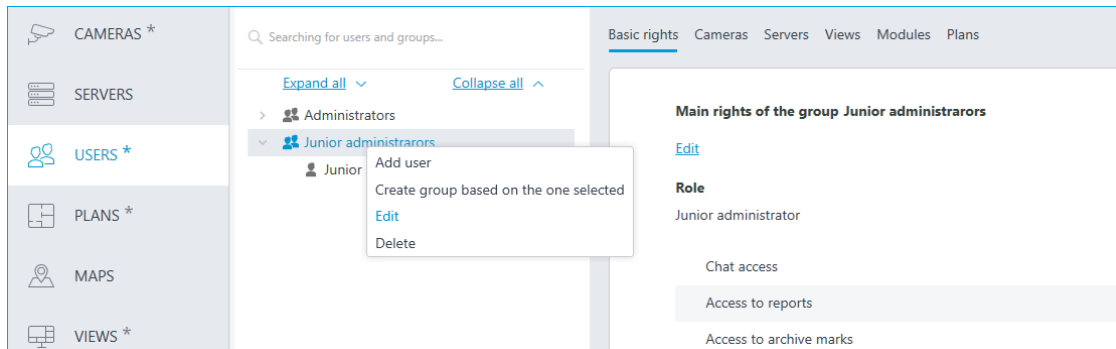 CAMERAS *
SERVERS
USERS *
PLANS *
MAPS
VIEWS *
Searching for users and groups...
Expand all
Collapse all
Administrators
Junior administrarors
Junior
Add user
Create group based on the one selected
Edit
Delete
Basic rights Cameras Servers Views Modules Plans
Main rights of the group Junior administrarors
Edit
Role
Junior administrator
Chat access
Access to reports
Access to archive marks